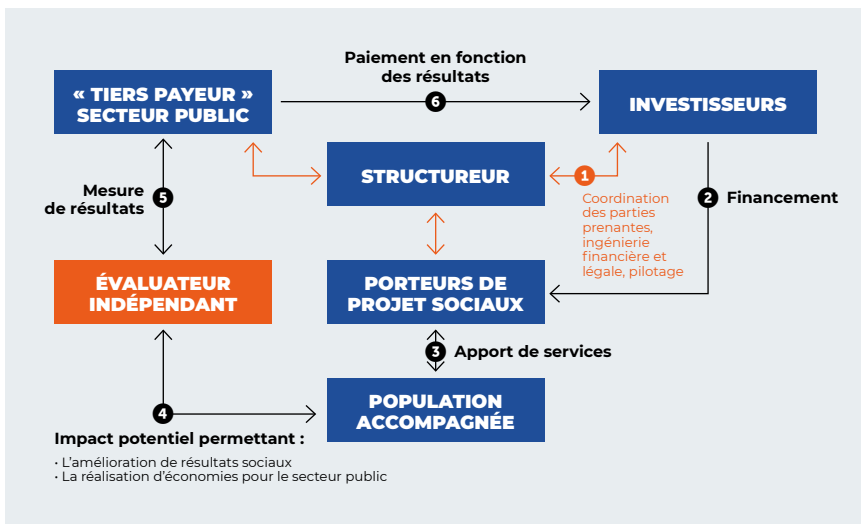 Paiement en fonction
des résultats
« TIERS PAYEUR »
SECTEUR PUBLIC
6
INVESTISSEURS
STRUCTUREUR
1
Coordination
des parties
prenantes,
ingénierie
financière et
légale, pilotage
2 Financement
Mesure
de résultats
5
ÉVALUATEUR
INDÉPENDANT
PORTEURS DE
PROJET SOCIAUX
3 Apport de services
POPULATION
ACCOMPAGNÉE
4
Impact potentiel permettant :
• L’amélioration de résultats sociaux
• La réalisation d’économies pour le secteur public